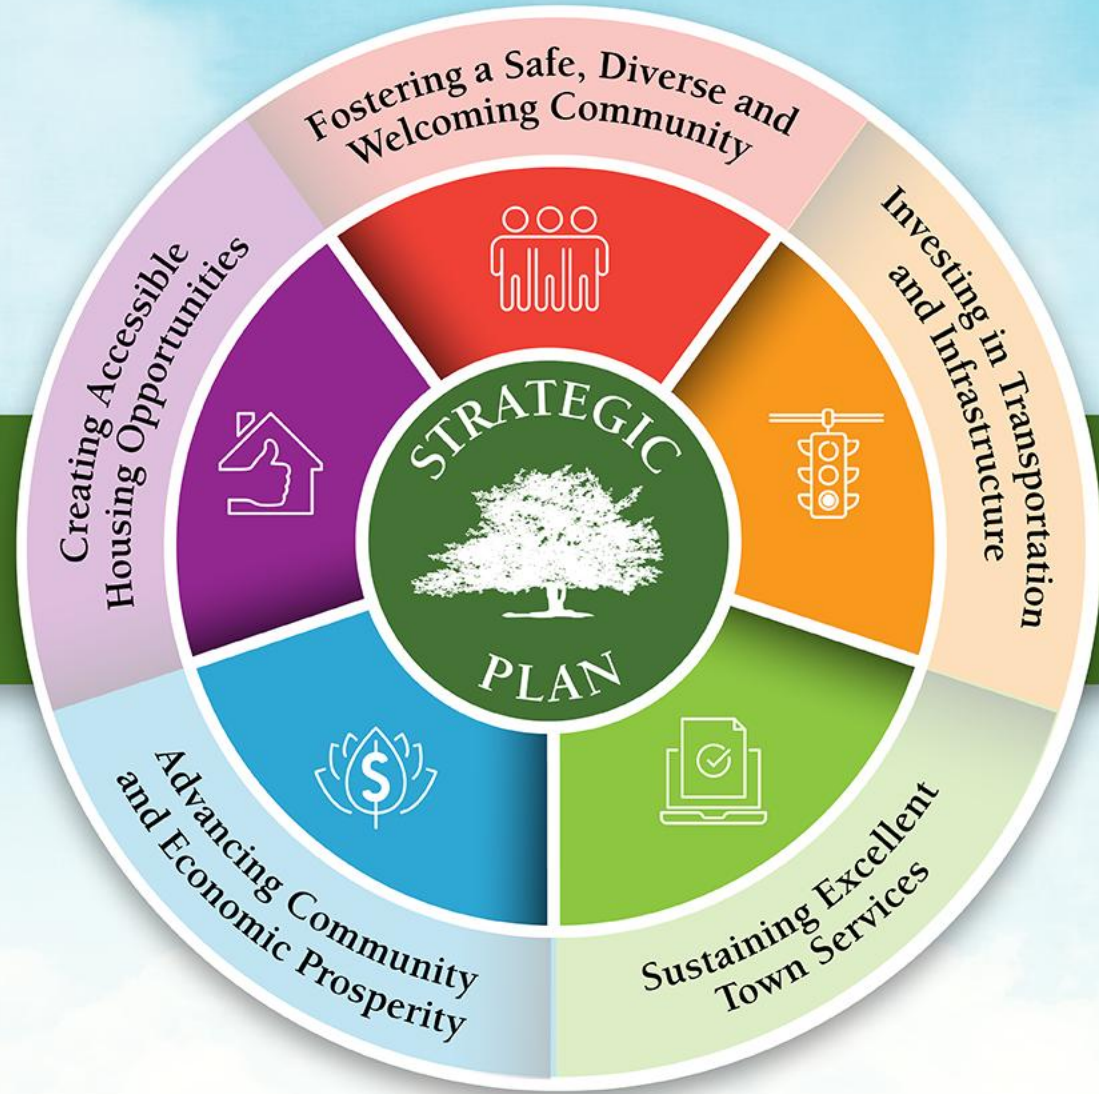 Fostering a Safe, Diverse and
Welcoming Community
Investing in Transportation
and Infrastructure
Sustaining Excellent
Town Services
Advancing Community
and Economic Prosperity
Creating Accessible
Housing Opportunities
STRATEGIC
PLAN
$